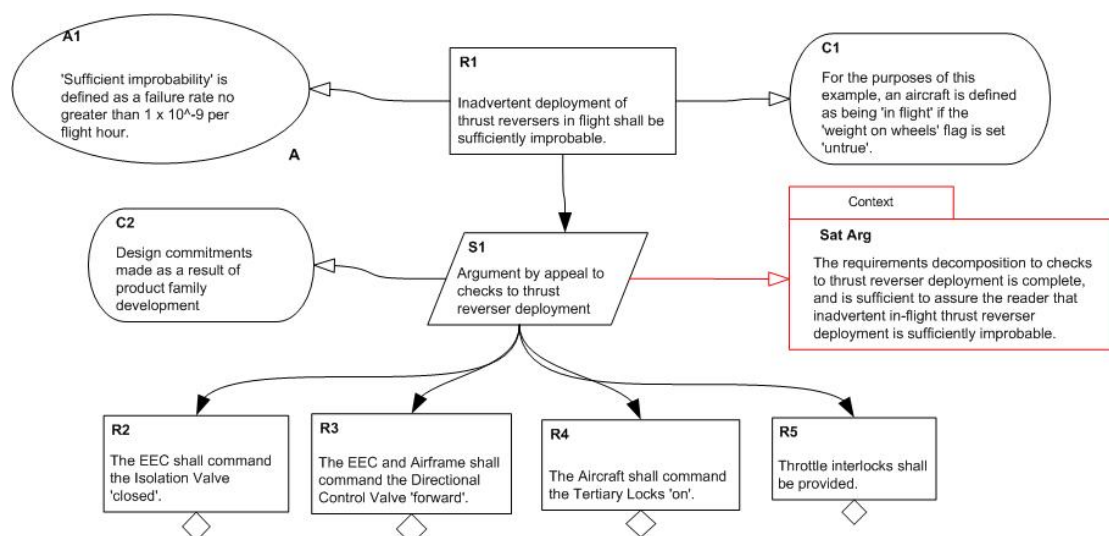 A1
'Sufficient improbability' is
defined as a failure rate no
greater than 1 x 10^-9 per
flight hour.
A
R1
Inadvertent deployment of
thrust reversers in flight shall be
sufficiently improbable.
C1
For the purposes of this
example, an aircraft is defined
as being 'in flight' if the
'weight on wheels' flag is set
'untrue'.
C2
Design commitments
made as a result of
product family
development
S1
Argument by appeal to
checks to thrust
reverser deployment
Context
Sat Arg
The requirements decomposition to checks
to thrust reverser deployment is complete,
and is sufficient to assure the reader that
inadvertent in-flight thrust reverser
deployment is sufficiently improbable.
R2
The EEC shall command
the Isolation Valve
'closed'.
R3
The EEC and Airframe shall
command the Directional
Control Valve 'forward'.
R4
The Aircraft shall command
the Tertiary Locks 'on'.
R5
Throttle interlocks shall
be provided.